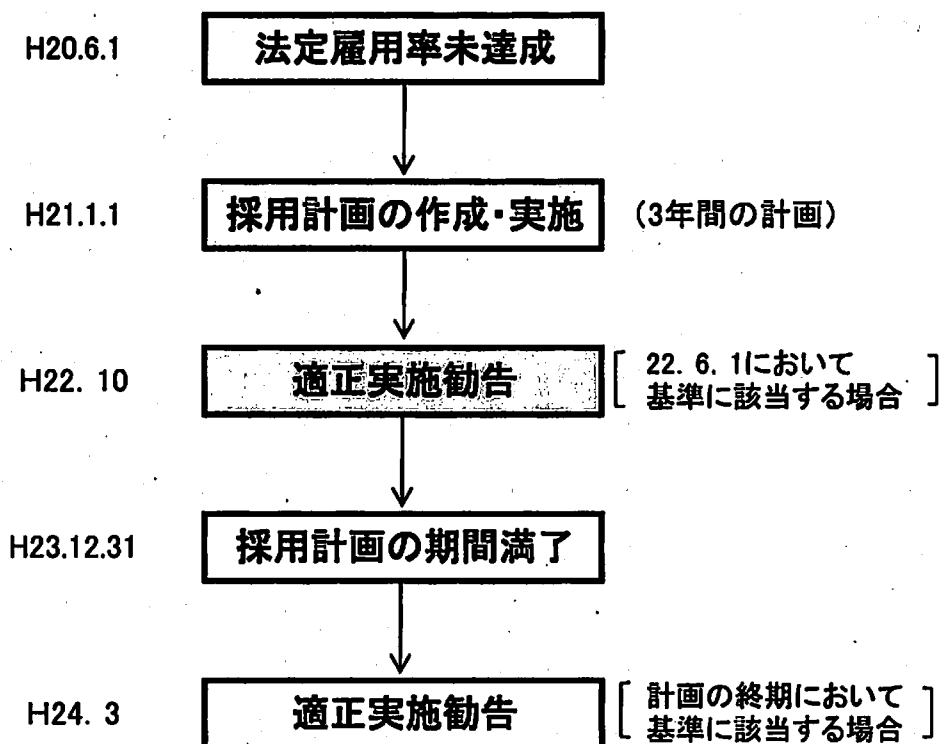 H20.6.1 法定雇用率未達成
H21.1.1 採用計画の作成・実施 (3年間の計画)
H22. 10 適正実施勧告 [ 22. 6. 1において
基準に該当する場合 ]
H23.12.31 採用計画の期間満了
H24. 3 適正実施勧告 [ 計画の終期において
基準に該当する場合 ]